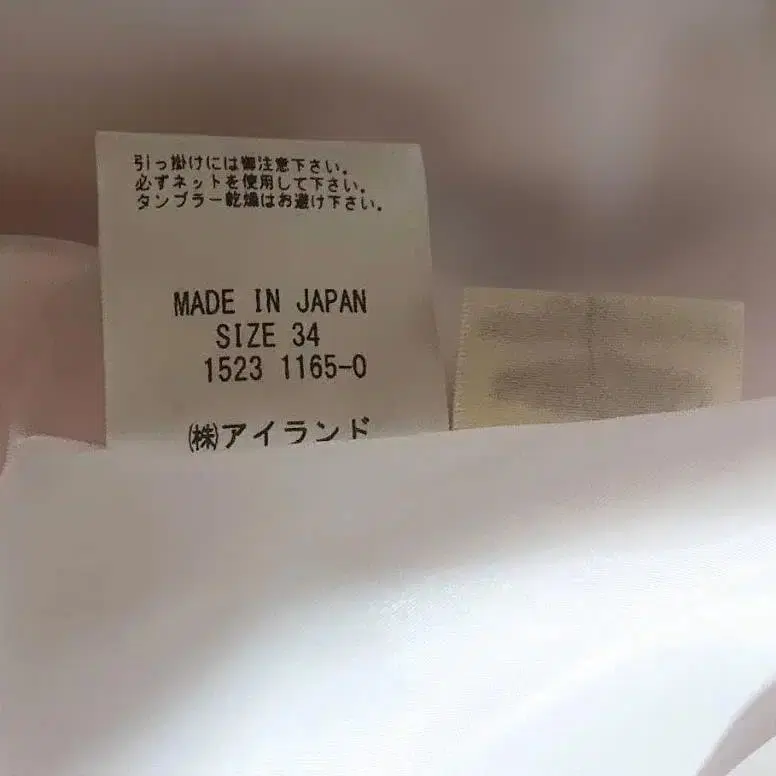 引っ掛けには御注意下さい。
必ずネットを使用して下さい。
タンブラー乾燥はお避け下さい。
MADE IN JAPAN
SIZE 34
1523 1165-0
㈱アイランド